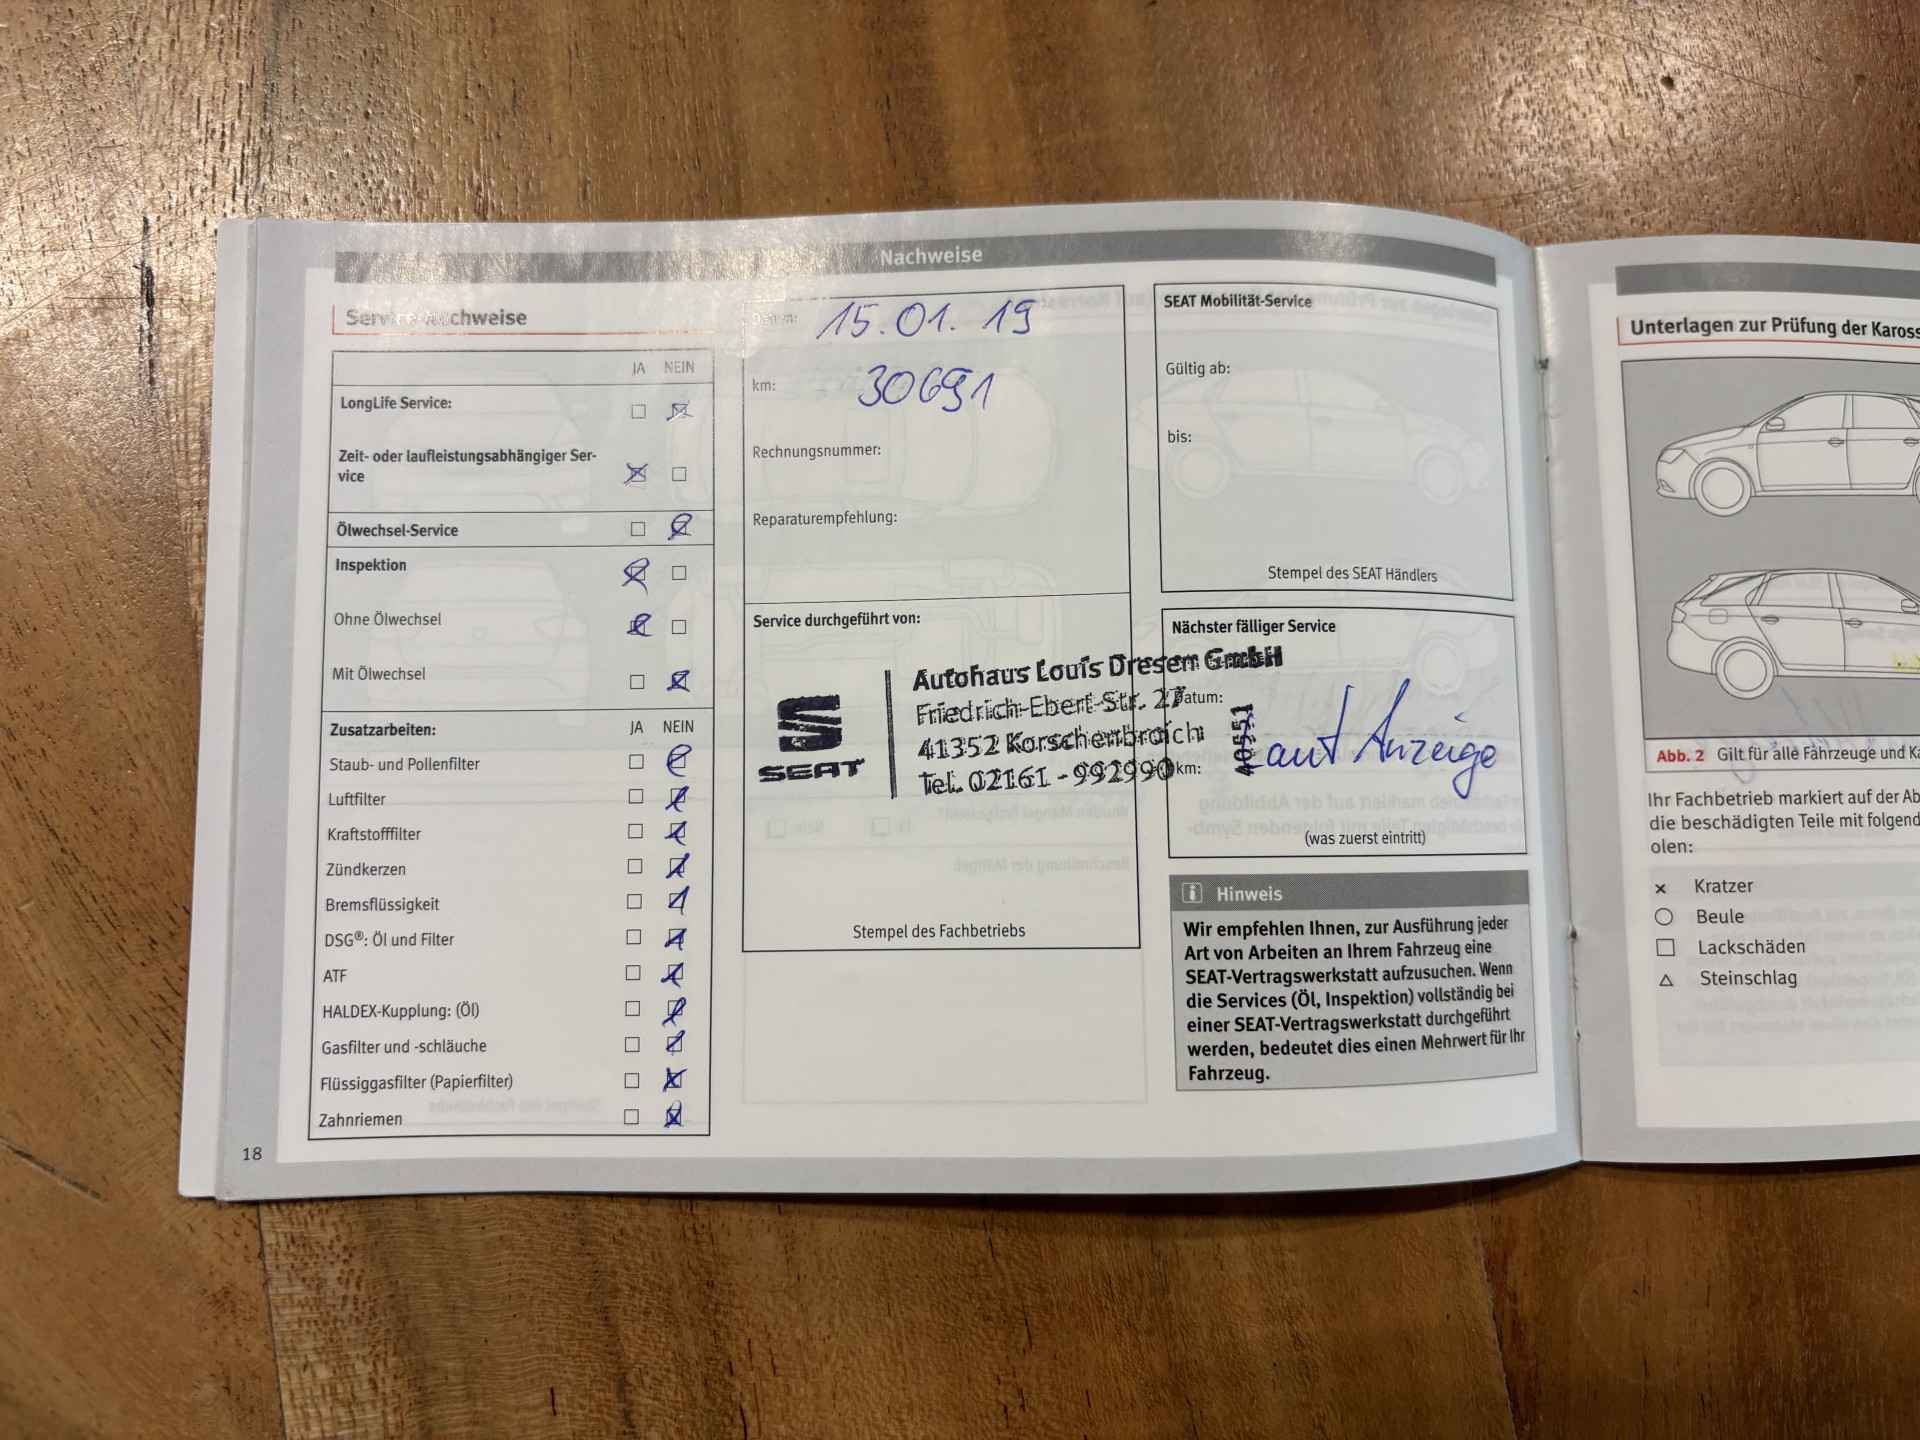 Nachweise
Service-Nachweise
JA NEIN
LongLife Service:
Zeit- oder laufleistungsabhängiger Ser-
vice
Ölwechsel-Service
Inspektion
Ohne Ölwechsel
Mit Ölwechsel
Zusatzarbeiten: JA NEIN
Staub- und Pollenfilter
Luftfilter
Kraftstofffilter
Zündkerzen
Bremsflüssigkeit
DSG®: Öl und Filter
ATF
HALDEX-Kupplung: (Öl)
Gasfilter und -schläuche
Flüssiggasfilter (Papierfilter)
Zahnriemen
18
Datum: 15.01.19
km: 30691
Rechnungsnummer:
Reparaturempfehlung:
Service durchgeführt von:
SEAT
Autohaus Louis Dresen GmbH
Friedrich-Ebert-Str. 27
41352 Korschenbroich
Tel. 02161 - 992990
Stempel des Fachbetriebs
SEAT Mobilität-Service
Gültig ab:
bis:
Stempel des SEAT Händlers
Nächster fälliger Service
Datum:
40551
Laut Anzeige
km:
(was zuerst eintritt)
i Hinweis
Wir empfehlen Ihnen, zur Ausführung jeder
Art von Arbeiten an Ihrem Fahrzeug eine
SEAT-Vertragswerkstatt aufzusuchen. Wenn
die Services (Öl, Inspektion) vollständig bei
einer SEAT-Vertragswerkstatt durchgeführt
werden, bedeutet dies einen Mehrwert für Ihr
Fahrzeug.
Unterlagen zur Prüfung der Kaross
Abb. 2 Gilt für alle Fahrzeuge und Ka
Ihr Fachbetrieb markiert auf der Ab
die beschädigten Teile mit folgend
olen:
Kratzer
Beule
Lackschäden
Steinschlag